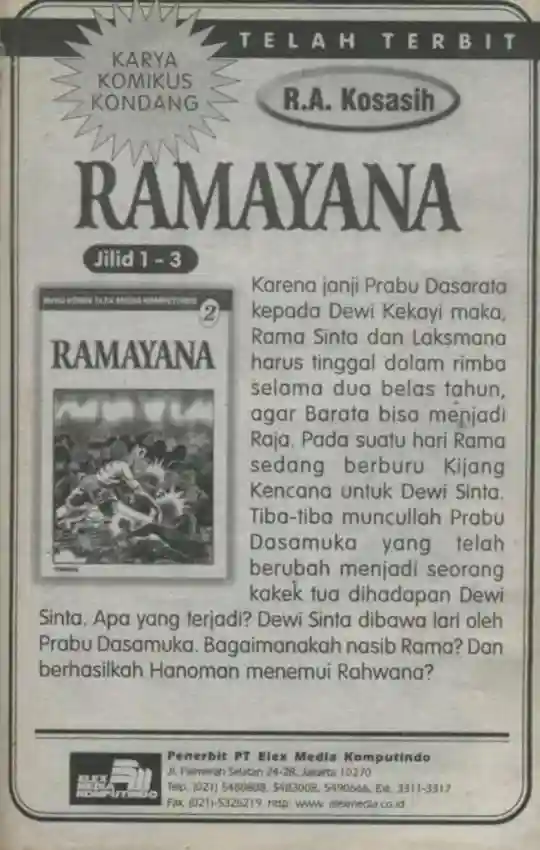 TELAH TERBIT
KARYA
KOMIKUS
KONDANG
R.A. Kosasih
RAMAYANA
Jilid 1 - 3
2
RAMAYANA
Karena janji Prabu Dasarata
kepada Dewi Kekayi maka,
Rama Sinta dan Laksmana
harus tinggal dalam rimba
selama dua belas tahun,
agar Barata bisa menjadi
Raja. Pada suatu hari Rama
sedang berburu Kijang
Kencana untuk Dewi Sinta.
Tiba-tiba muncullah Prabu
Dasamuka yang telah
berubah menjadi seorang
kakek tua dihadapan Dewi
Sinta. Apa yang terjadi? Dewi Sinta dibawa lari oleh
Prabu Dasamuka. Bagaimanakah nasib Rama? Dan
berhasilkah Hanoman menemui Rahwana?
ELEX
MEDIA
KOMPUTINDO
Penerbit PT Elex Media Komputindo
Jl. Palmerah Selatan 24-28, Jakarta 10270
Telp. (021) 5480888, 5483008, 5490666, Ext. 3311-3317
Fax. (021)-5326219 http: www. elexmedia.co.id